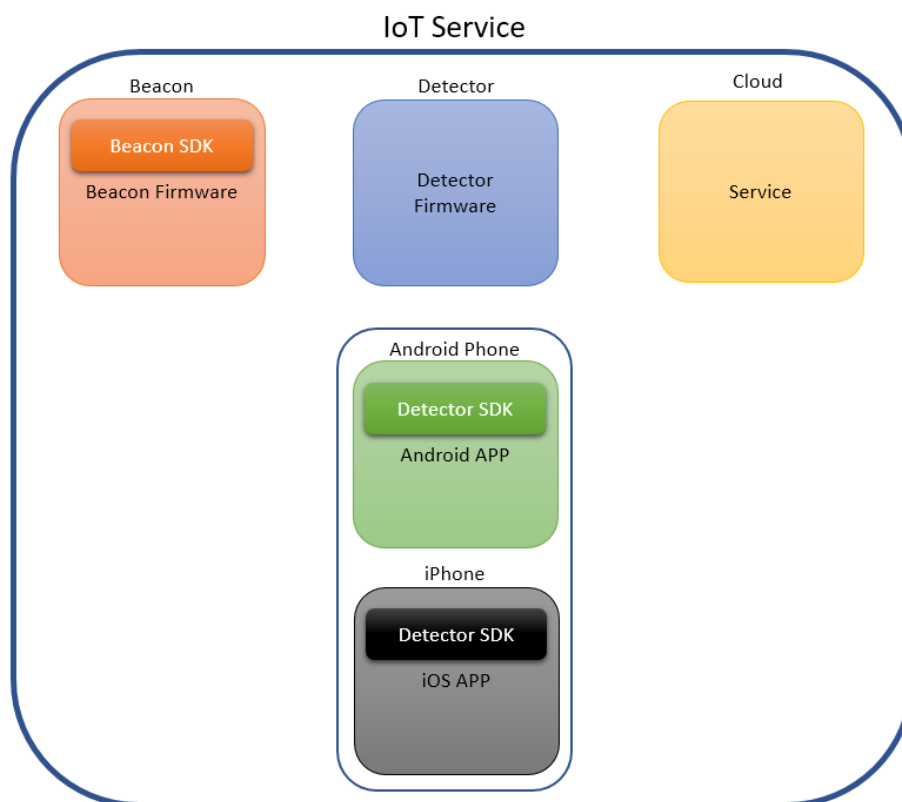 IoT Service
Beacon
Detector
Cloud
Beacon SDK
Beacon Firmware
Detector
Firmware
Service
Android Phone
Detector SDK
Android APP
iPhone
Detector SDK
iOS APP